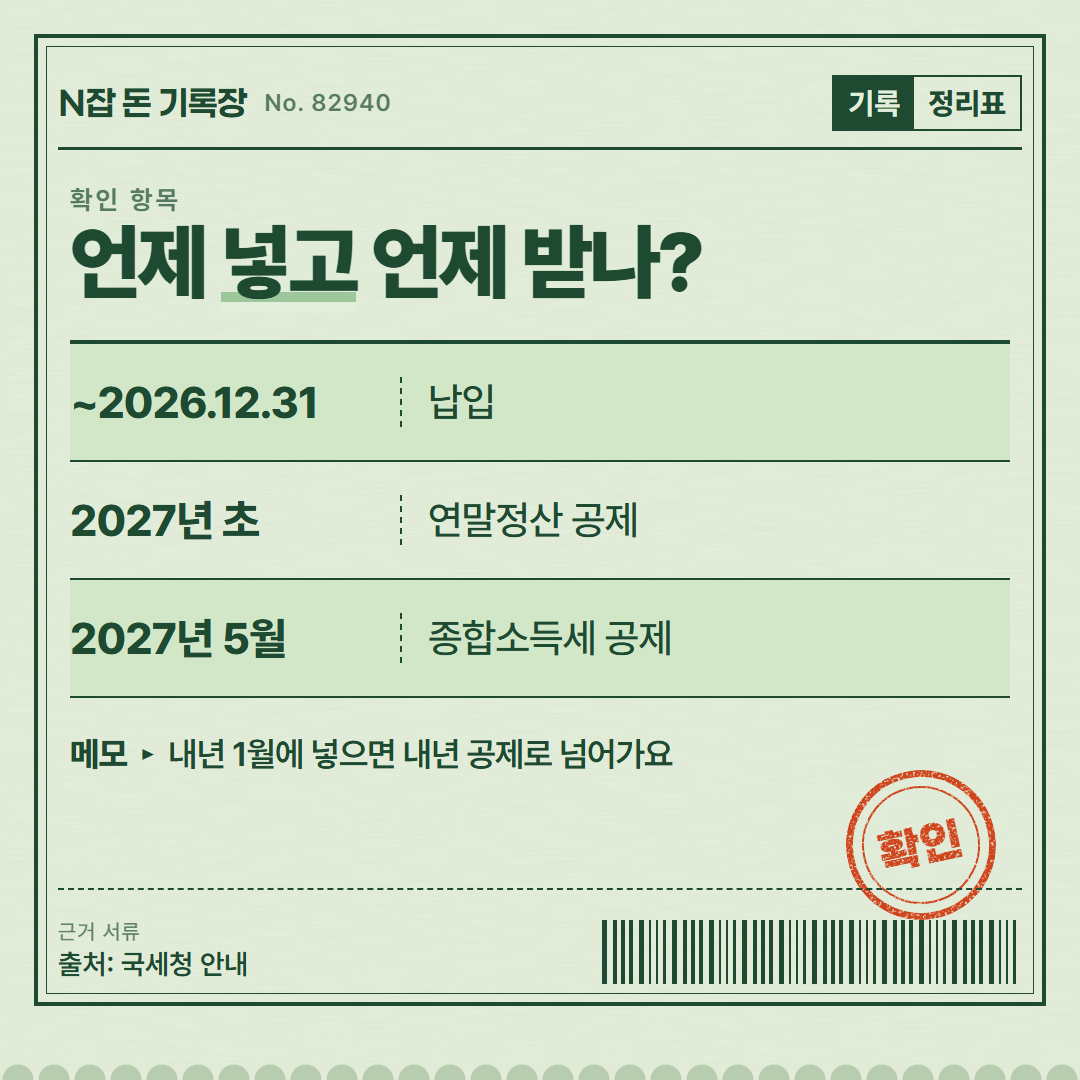 N잡 돈 기록장 No. 82940
기록 정리표
확인 항목
언제 넣고 언제 받나?
~2026.12.31 납입
2027년 초 연말정산 공제
2027년 5월 종합소득세 공제
메모 ▸ 내년 1월에 넣으면 내년 공제로 넘어가요
확인
근거 서류
출처: 국세청 안내